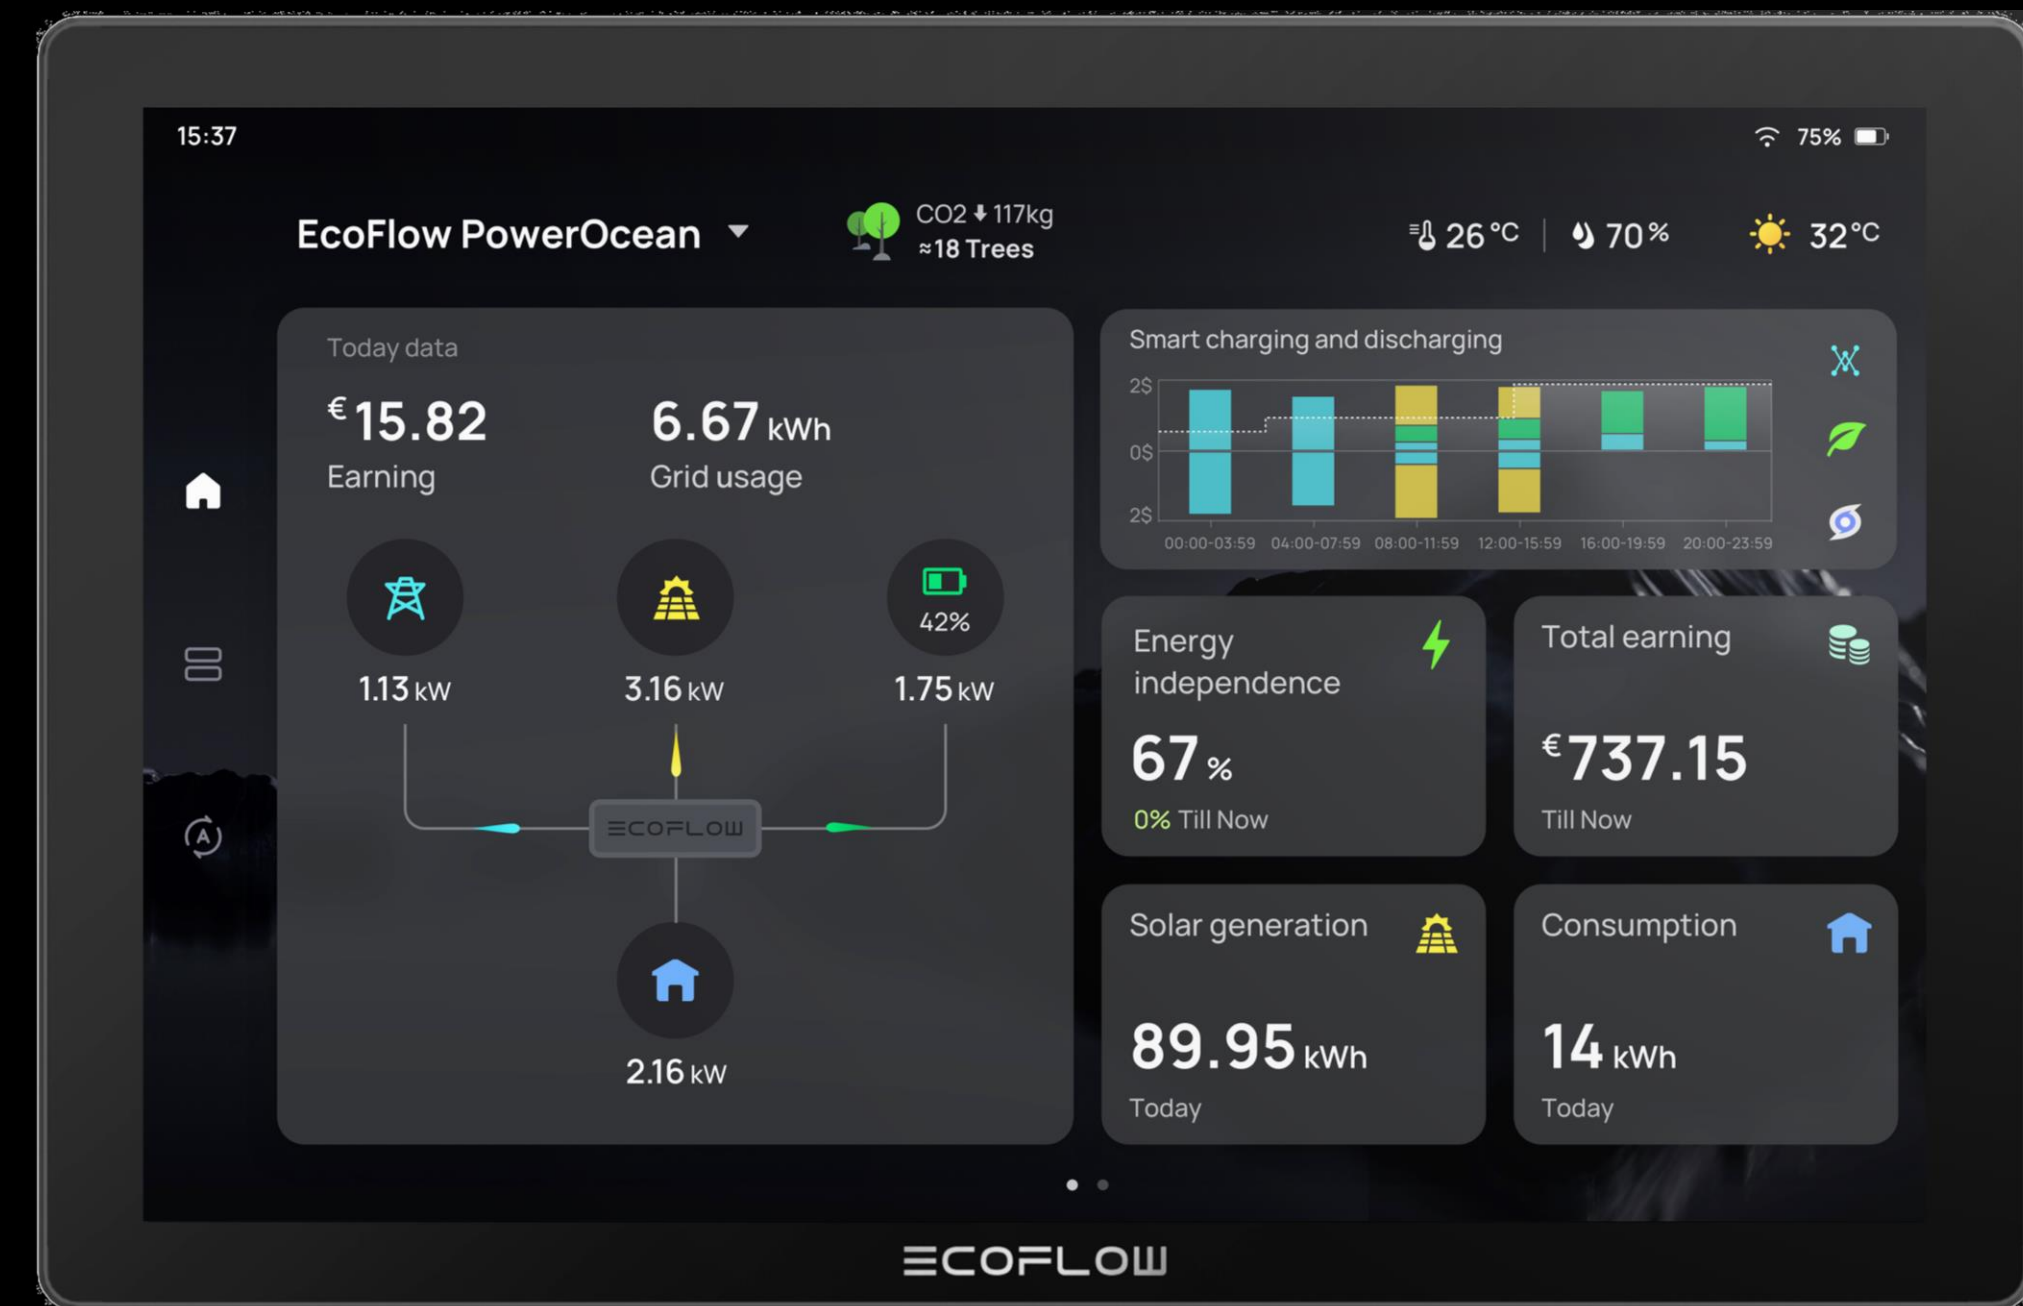 15:37
75%
EcoFlow PowerOcean
CO2 117kg
≈18 Trees
26°C
70%
32°C
Today data
€15.82
Earning
6.67 kWh
Grid usage
42%
1.13 kW
3.16 kW
1.75 kW
ECOFLOW
2.16 kW
Smart charging and discharging
2$
0$
2$
00:00-03:59 04:00-07:59 08:00-11:59 12:00-15:59 16:00-19:59 20:00-23:59
Energy
independence
67%
0% Till Now
Total earning
€737.15
Till Now
Solar generation
89.95 kWh
Today
Consumption
14 kWh
Today
A
ECOFLOW